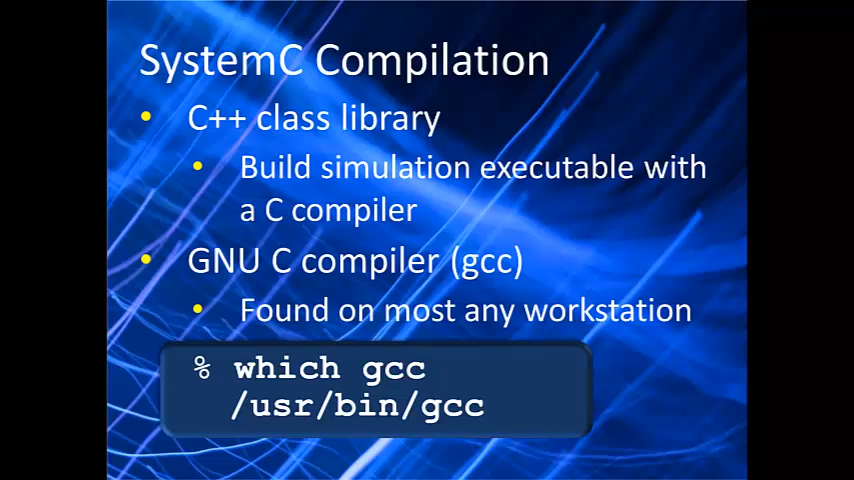 SystemC Compilation
• C++ class library
• Build simulation executable with
a C compiler
• GNU C compiler (gcc)
• Found on most any workstation
% which gcc
/usr/bin/gcc